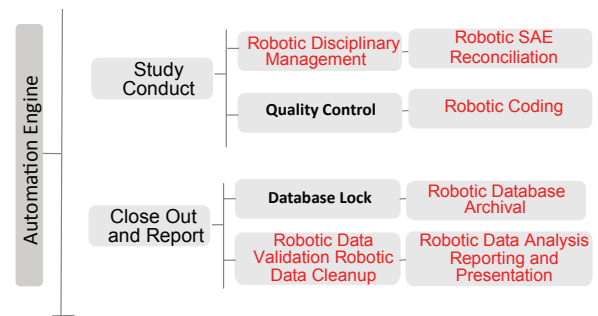 Automation Engine
Study
Conduct
Robotic Disciplinary
Management
Robotic SAE
Reconciliation
Quality Control
Robotic Coding
Close Out
and Report
Database Lock
Robotic Database
Archival
Robotic Data
Validation Robotic
Data Cleanup
Robotic Data Analysis
Reporting and
Presentation